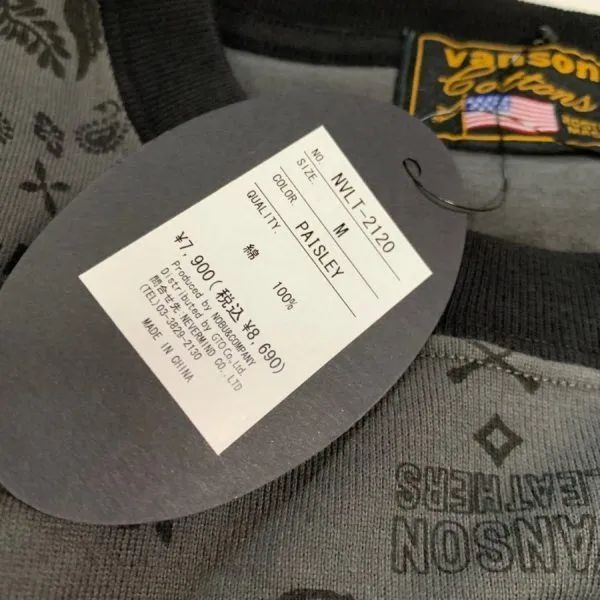 vanson
Cottons
NO. NVLT-2120
SIZE. M
COLOR. PAISLEY
QUALITY.
綿 100%
¥7,900(税込¥8,690)
Produced by NOBU&COMPANY
Distributed by GTO Co,.Ltd.
問合せ先:NEVERMIND CO.,LTD
(TEL)03-3829-2130
MADE IN CHINA
ANSON
LEATHERS